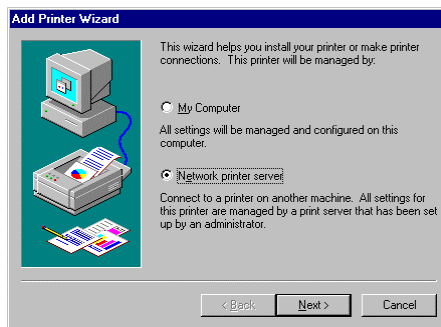 Add Printer Wizard
This wizard helps you install your printer or make printer
connections. This printer will be managed by:
My Computer
All settings will be managed and configured on this
computer.
Network printer server
Connect to a printer on another machine. All settings for
this printer are managed by a print server that has been set
up by an administrator.
< Back
Next >
Cancel